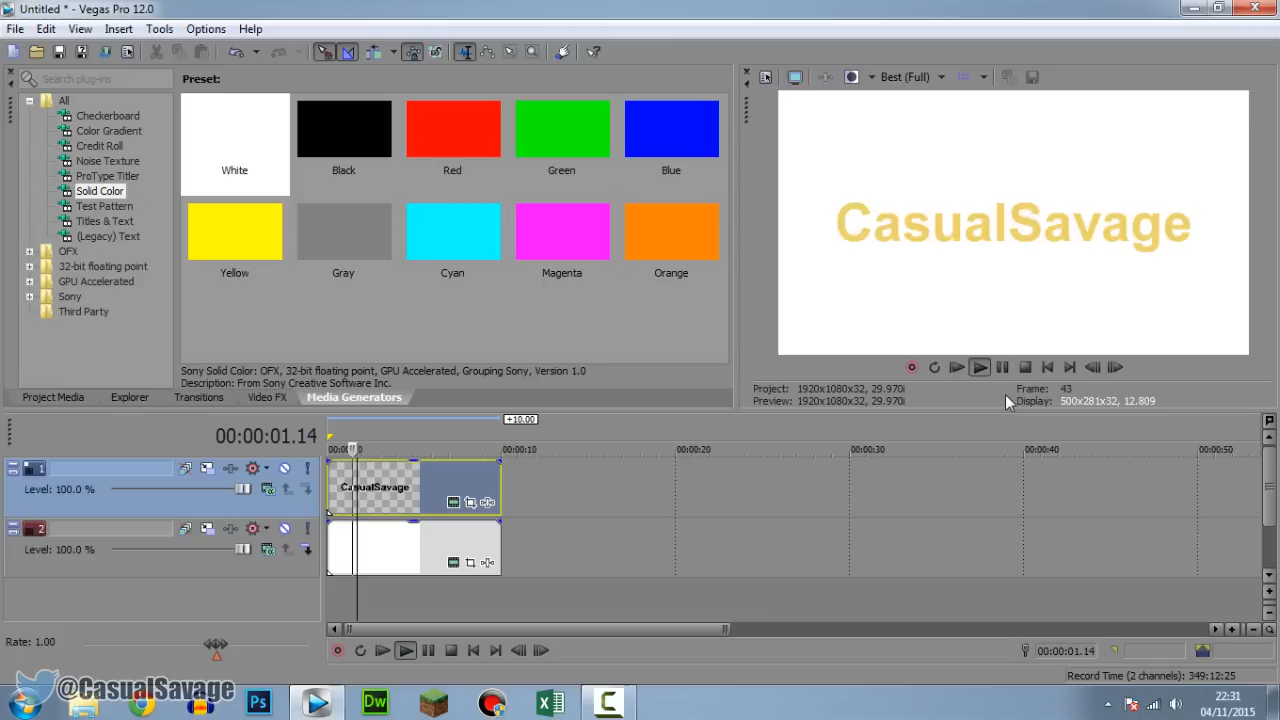 Untitled * - Vegas Pro 12.0
File Edit View Insert Tools Options Help
Search plug-ins
Preset:
Best (Full)
All
Checkerboard
Color Gradient
Credit Roll
Noise Texture
ProType Titler
Solid Color
Test Pattern
Titles & Text
(Legacy) Text
OFX
32-bit floating point
GPU Accelerated
Sony
Third Party
White Black Red Green Blue
Yellow Gray Cyan Magenta Orange
CasualSavage
Sony Solid Color: OFX, 32-bit floating point, GPU Accelerated, Grouping Sony, Version 1.0
Description: From Sony Creative Software Inc.
Project: 1920x1080x32, 29.970i Frame: 43
Preview: 1920x1080x32, 29.970i Display: 500x281x32, 12.809
Project Media Explorer Transitions Video FX Media Generators
+10.00
00:00:01.14
00:00:10 00:00:20 00:00:30 00:00:40 00:00:50
1
Level: 100.0 %
CasualSavage
2
Level: 100.0 %
Rate: 1.00
00:00:01.14
Record Time (2 channels): 349:12:25
@CasualSavage
Ps
Dw
22:31
04/11/2015